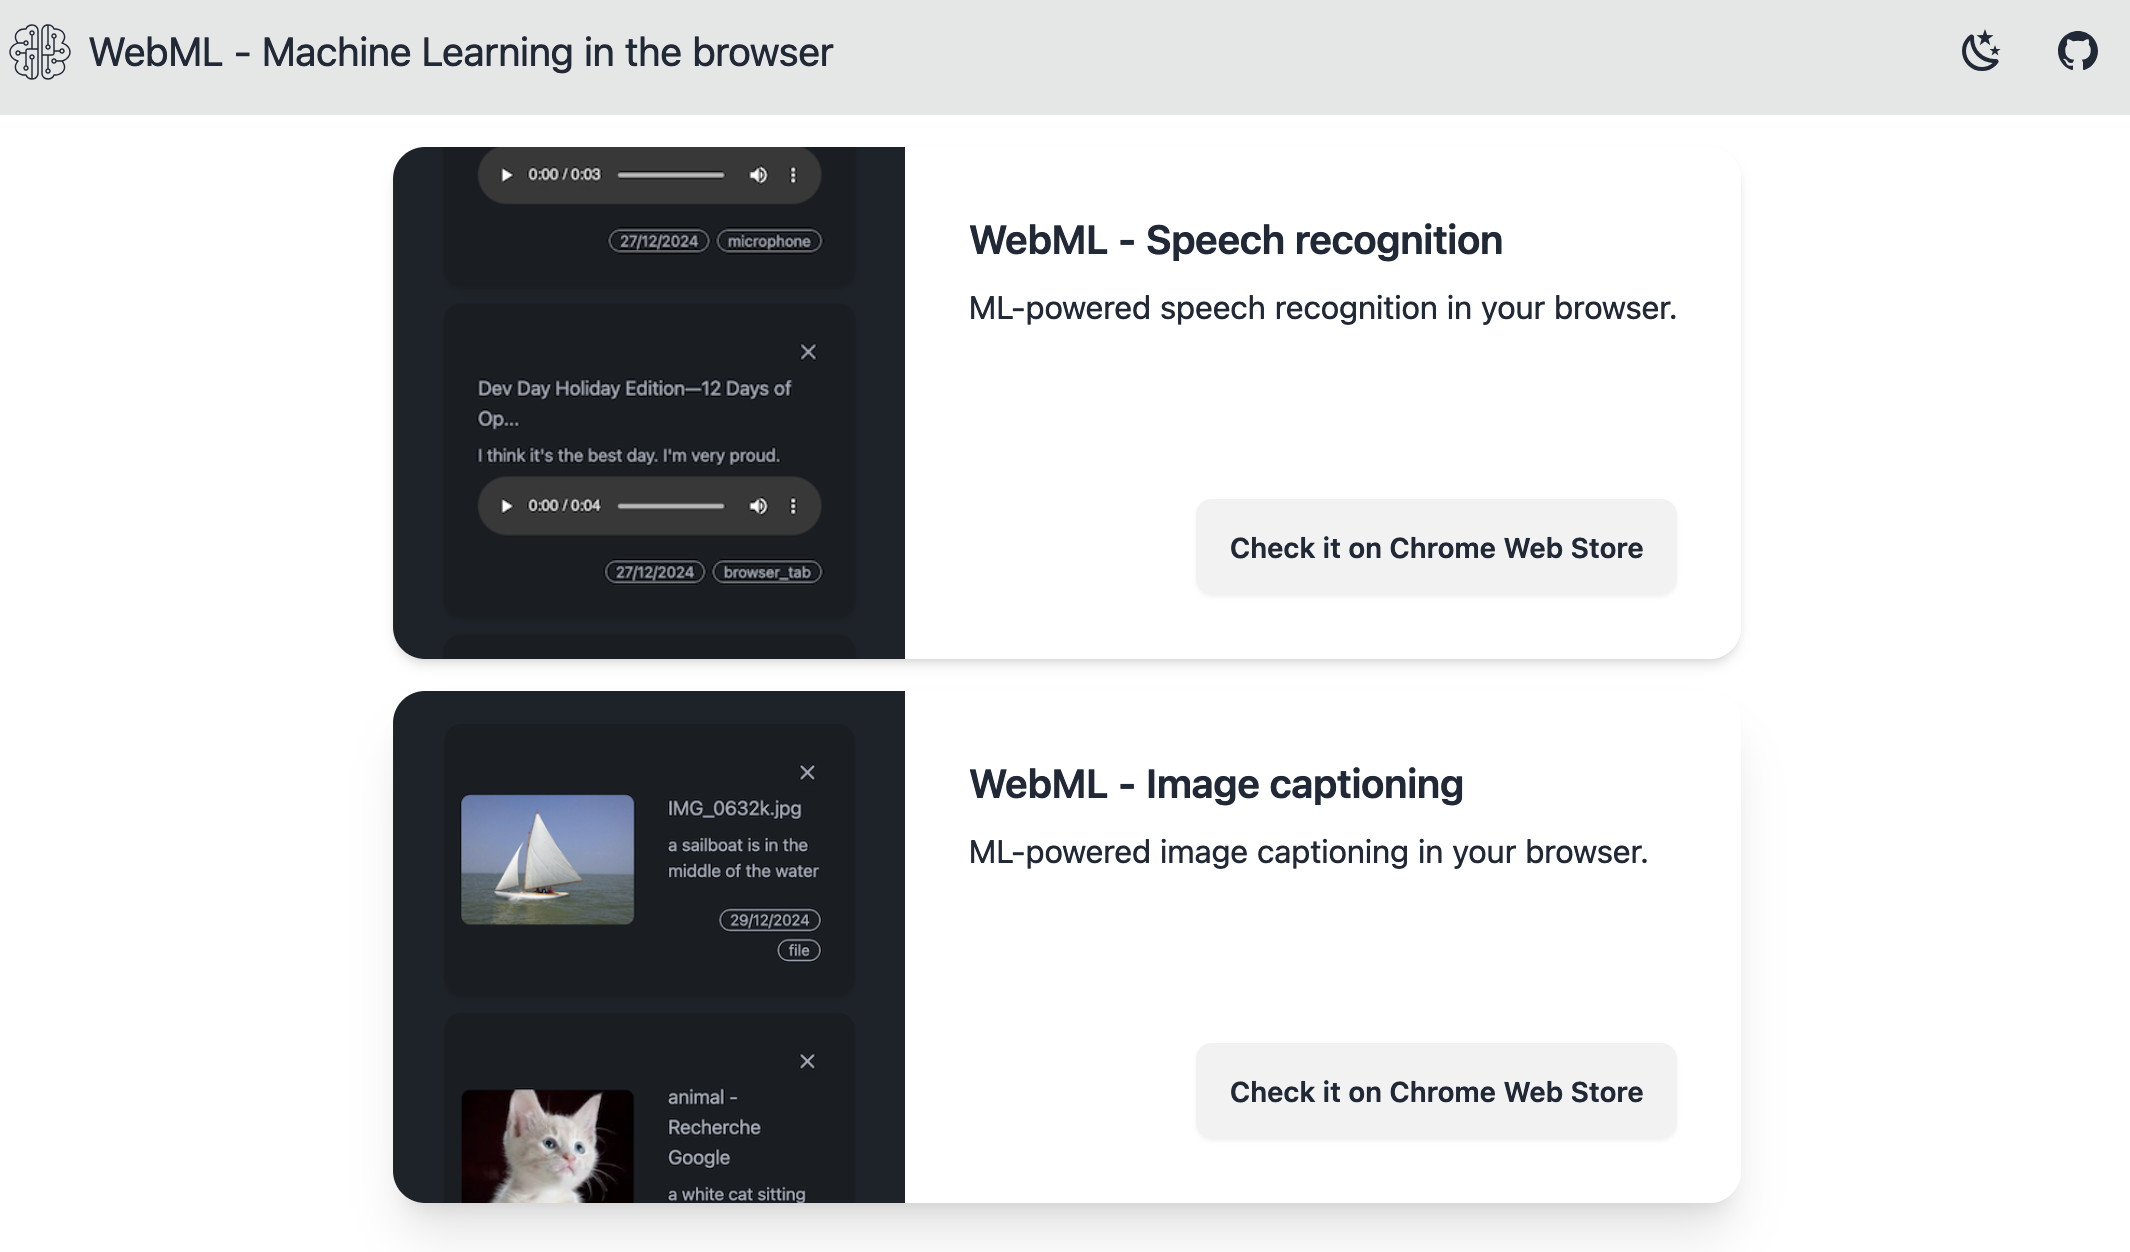 WebML - Machine Learning in the browser
0:00 / 0:03
27/12/2024 microphone
Dev Day Holiday Edition—12 Days of
Op...
I think it's the best day. I'm very proud.
0:00 / 0:04
27/12/2024 browser_tab
WebML - Speech recognition
ML-powered speech recognition in your browser.
Check it on Chrome Web Store
IMG_0632k.jpg
a sailboat is in the
middle of the water
29/12/2024
file
animal -
Recherche
Google
a white cat sitting
WebML - Image captioning
ML-powered image captioning in your browser.
Check it on Chrome Web Store